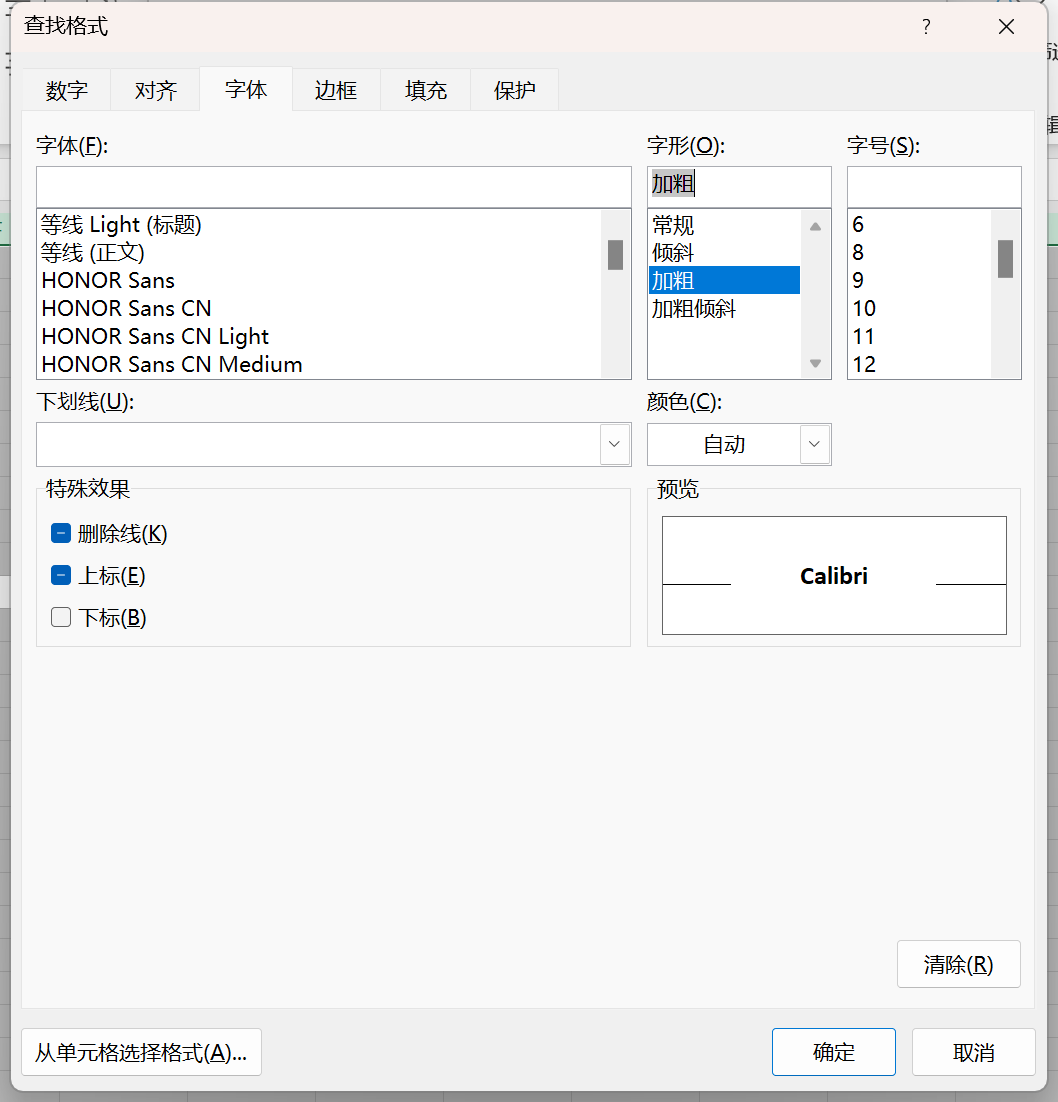 查找格式
?
数字 对齐 字体 边框 填充 保护
字体(F): 字形(O): 字号(S):
加粗
等线 Light (标题) 常规 6
等线 (正文) 倾斜 8
HONOR Sans 加粗 9
HONOR Sans CN 加粗倾斜 10
HONOR Sans CN Light 11
HONOR Sans CN Medium 12
下划线(U): 颜色(C):
自动
特殊效果 预览
删除线(K)
上标(E) Calibri
下标(B)
清除(R)
从单元格选择格式(A)... 确定 取消